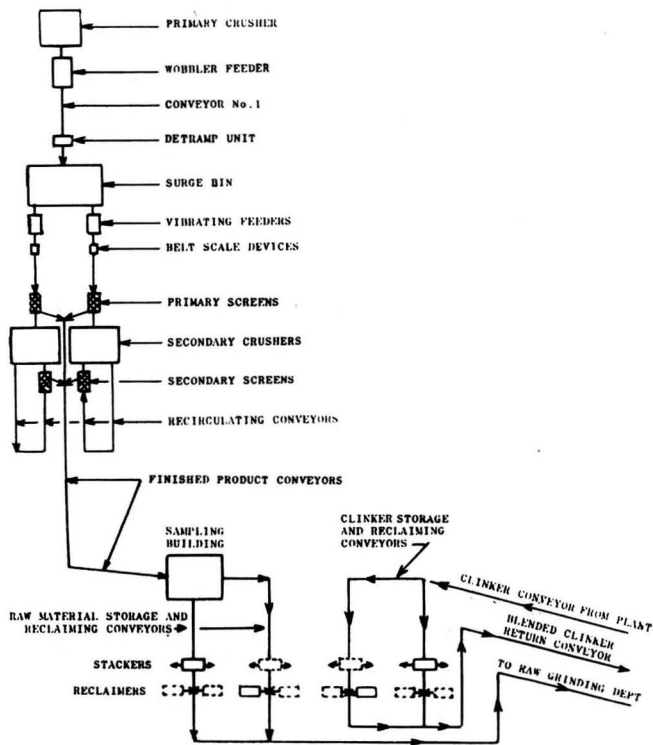 PRIMARY CRUSHER
WOBBLER FEEDER
CONVEYOR No.1
DETRAMP UNIT
SURGE BIN
VIBRATING FEEDERS
BELT SCALE DEVICES
PRIMARY SCREENS
SECONDARY CRUSHERS
SECONDARY SCREENS
RECIRCULATING CONVEYORS
FINISHED PRODUCT CONVEYORS
SAMPLING
BUILDING
CLINKER STORAGE
AND RECLAIMING
CONVEYORS
CLINKER CONVEYOR FROM PLANT
BLENDED CLINKER
RETURN CONVEYOR
RAW MATERIAL STORAGE AND
RECLAIMING CONVEYORS
STACKERS
RECLAIMERS
TO RAW GRINDING DEPT